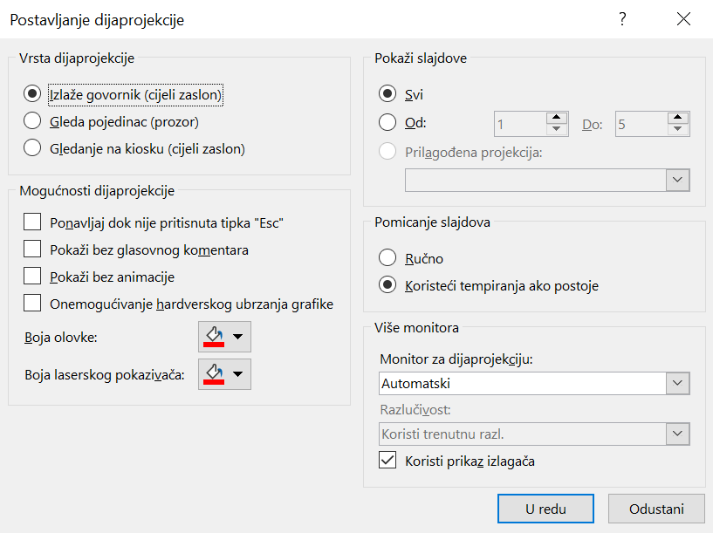 Postavljanje dijaprojekcije
Vrsta dijaprojekcije
Izlaže govornik (cijeli zaslon)
Gleda pojedinac (prozor)
Gledanje na kiosku (cijeli zaslon)
Mogućnosti dijaprojekcije
Ponavljaj dok nije pritisnuta tipka "Esc"
Pokaži bez glasovnog komentara
Pokaži bez animacije
Onemogućivanje hardverskog ubrzanja grafike
Boja olovke:
Boja laserskog pokazivača:
Pokaži slajdove
Svi
Od: 1 Do: 5
Prilagođena projekcija:
Pomicanje slajdova
Ručno
Koristeći tempiranja ako postoje
Više monitora
Monitor za dijaprojekciju:
Automatski
Razlučivost:
Koristi trenutnu razl.
Koristi prikaz izlagača
U redu Odustani